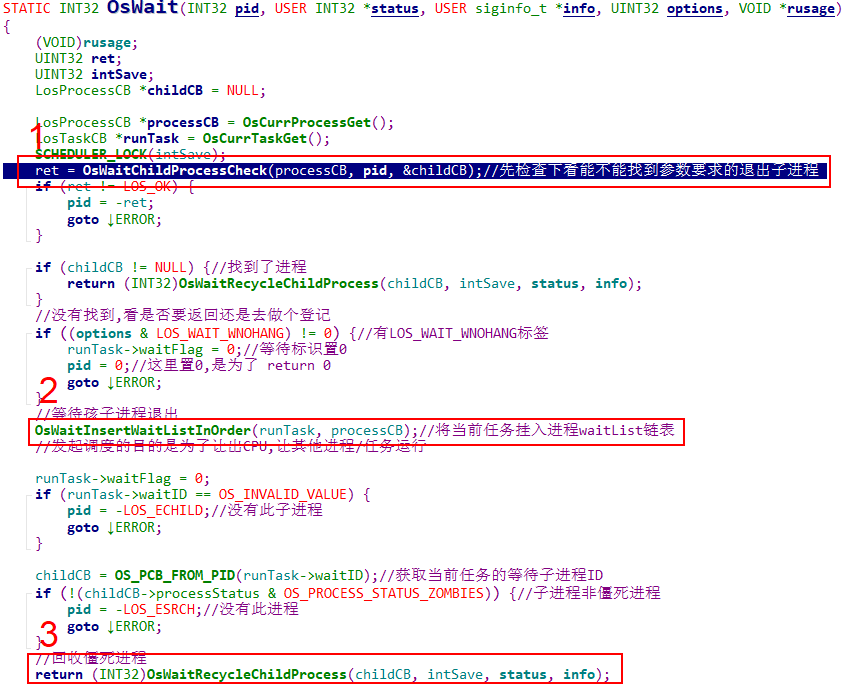 STATIC INT32 OsWait(INT32 pid, USER INT32 *status, USER siginfo_t *info, UINT32 options, VOID *rusage)
{
(VOID)rusage;
UINT32 ret;
UINT32 intSave;
LosProcessCB *childCB = NULL;
LosProcessCB *processCB = OsCurrProcessGet();
1
LosTaskCB *runTask = OsCurrTaskGet();
SCHEDULER_LOCK(intSave);
ret = OsWaitChildProcessCheck(processCB, pid, &childCB);//先检查下看能不能找到参数要求的退出子进程
if (ret != LOS_OK) {
pid = -ret;
goto ↓ERROR;
}
if (childCB != NULL) {//找到了进程
return (INT32)OsWaitRecycleChildProcess(childCB, intSave, status, info);
}
//没有找到,看是否要返回还是去做个登记
if ((options & LOS_WAIT_WNOHANG) != 0) {//有LOS_WAIT_WNOHANG标签
runTask->waitFlag = 0;//等待标识置0
pid = 0;//这里置0,是为了 return 0
goto ↓ERROR;
}
2
//等待孩子进程退出
OsWaitInsertWaitListInOrder(runTask, processCB);//将当前任务挂入进程waitList链表
//发起调度的目的是为了让出CPU,让其他进程/任务运行
runTask->waitFlag = 0;
if (runTask->waitID == OS_INVALID_VALUE) {
pid = -LOS_ECHILD;//没有此子进程
goto ↓ERROR;
}
childCB = OS_PCB_FROM_PID(runTask->waitID);//获取当前任务的等待子进程ID
if (!(childCB->processStatus & OS_PROCESS_STATUS_ZOMBIES)) {//子进程非僵死进程
pid = -LOS_ESRCH;//没有此进程
goto ↓ERROR;
}
3
//回收僵死进程
return (INT32)OsWaitRecycleChildProcess(childCB, intSave, status, info);